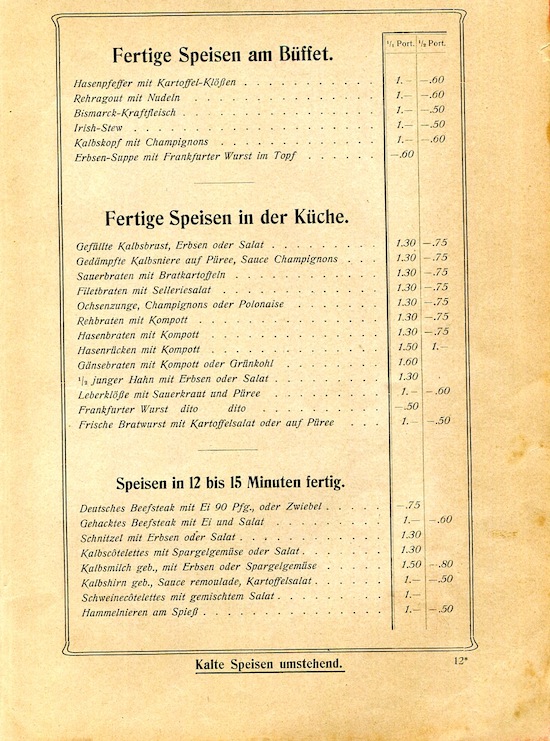 1/1 Port. 1/2 Port.
Fertige Speisen am Büffet.
Hasenpfeffer mit Kartoffel-Klößen . . . . . . . . . . 1.— —.60
Rehragout mit Nudeln . . . . . . . . . . . . . 1.— —.60
Bismarck-Kraftfleisch . . . . . . . . . . . . . 1.— —.50
Irish-Stew . . . . . . . . . . . . . . . . . 1.— —.50
Kalbskopf mit Champignons . . . . . . . . . . . . 1.— —.60
Erbsen-Suppe mit Frankfurter Wurst im Topf . . . . . . —.60
Fertige Speisen in der Küche.
Gefüllte Kalbsbrust, Erbsen oder Salat . . . . . . . . 1.30 —.75
Gedämpfte Kalbsniere auf Püree, Sauce Champignons . . . 1.30 —.75
Sauerbraten mit Bratkartoffeln . . . . . . . . . . . 1.30 —.75
Filetbraten mit Selleriesalat . . . . . . . . . . . . 1.30 —.75
Ochsenzunge, Champignons oder Polonaise . . . . . . . 1.30 —.75
Rehbraten mit Kompott . . . . . . . . . . . . . 1.30 —.75
Hasenbraten mit Kompott . . . . . . . . . . . . 1.30 —.75
Hasenrücken mit Kompott . . . . . . . . . . . . 1.50 1.—
Gänsebraten mit Kompott oder Grünkohl . . . . . . . 1.60
1/2 junger Hahn mit Erbsen oder Salat . . . . . . . . 1.30
Leberklöße mit Sauerkraut und Püree . . . . . . . . 1.— —.60
Frankfurter Wurst dito dito . . . . . . . . . —.50
Frische Bratwurst mit Kartoffelsalat oder auf Püree . . . 1.— —.50
Speisen in 12 bis 15 Minuten fertig.
Deutsches Beefsteak mit Ei 90 Pfg., oder Zwiebel . . . . . —.75
Gehacktes Beefsteak mit Ei und Salat . . . . . . . . 1.— —.60
Schnitzel mit Erbsen oder Salat . . . . . . . . . . 1.30
Kalbscôtelettes mit Spargelgemüse oder Salat . . . . . . 1.30
Kalbsmilch geb., mit Erbsen oder Spargelgemüse . . . . . 1.50 —.80
Kalbshirn geb., Sauce remoulade, Kartoffelsalat . . . . . 1.— —.50
Schweinecôtelettes mit gemischtem Salat . . . . . . . . 1.—
Hammelnieren am Spieß . . . . . . . . . . . . . 1.— —.50
Kalte Speisen umstehend.
12*